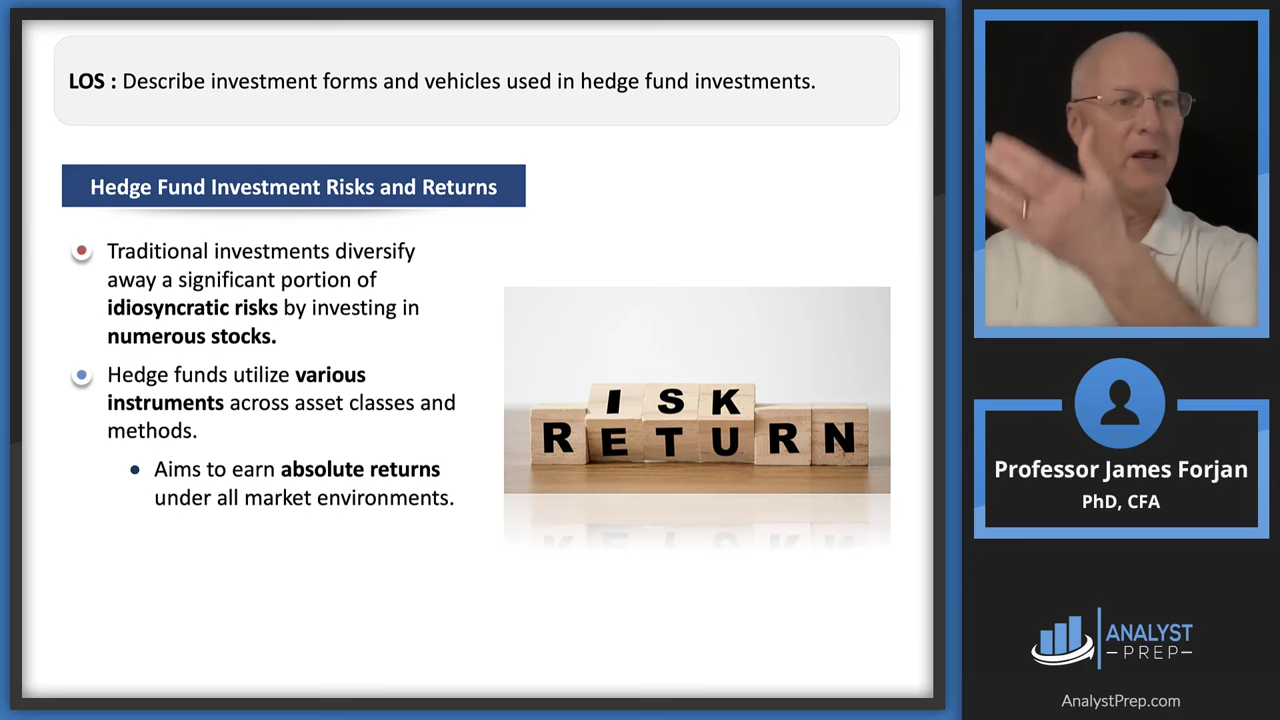 LOS : Describe investment forms and vehicles used in hedge fund investments.
Hedge Fund Investment Risks and Returns
Traditional investments diversify
away a significant portion of
idiosyncratic risks by investing in
numerous stocks.
Hedge funds utilize various
instruments across asset classes and
methods.
Aims to earn absolute returns
under all market environments.
I S K
R E T U R N
Professor James Forjan
PhD, CFA
ANALYST
PREP
AnalystPrep.com